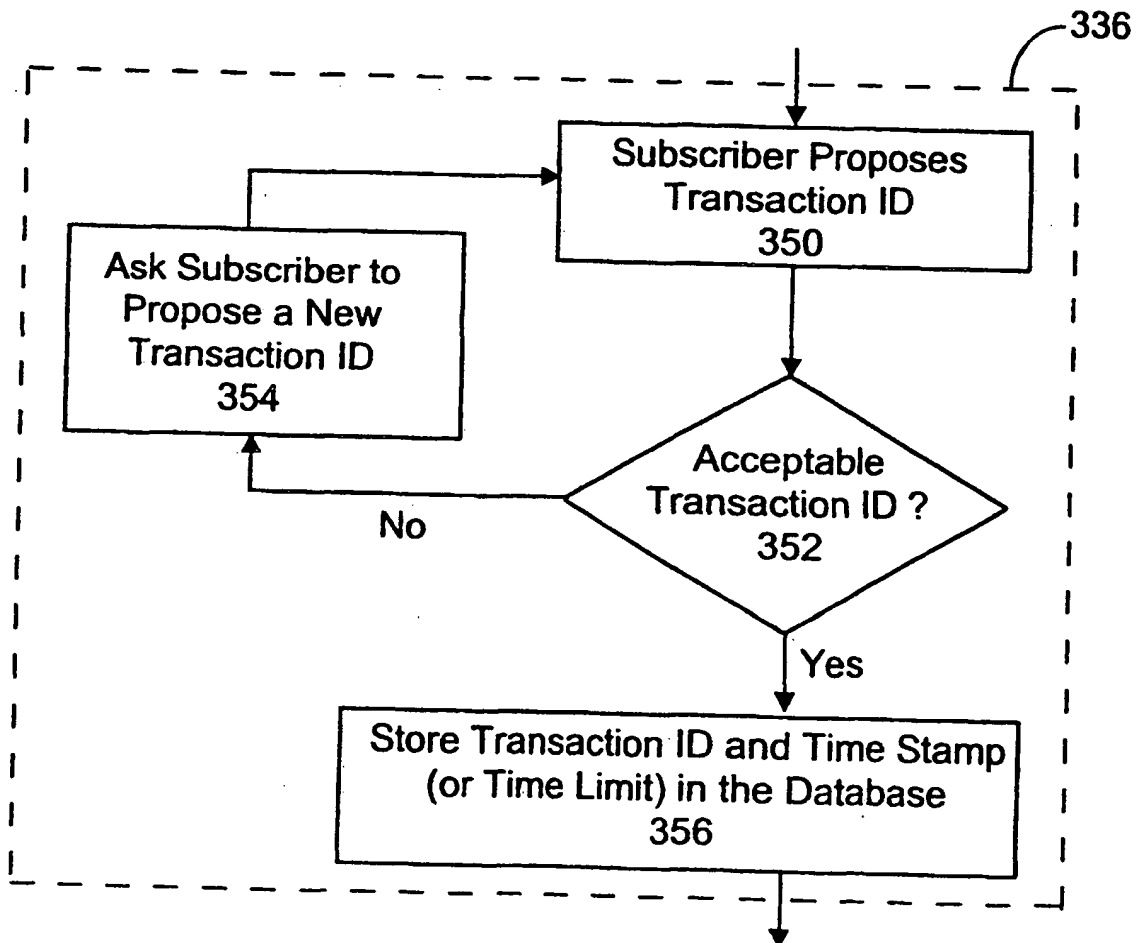 336
Subscriber Proposes
Transaction ID
350
Ask Subscriber to
Propose a New
Transaction ID
354
Acceptable
Transaction ID ?
352
No
Yes
Store Transaction ID and Time Stamp
(or Time Limit) in the Database
356